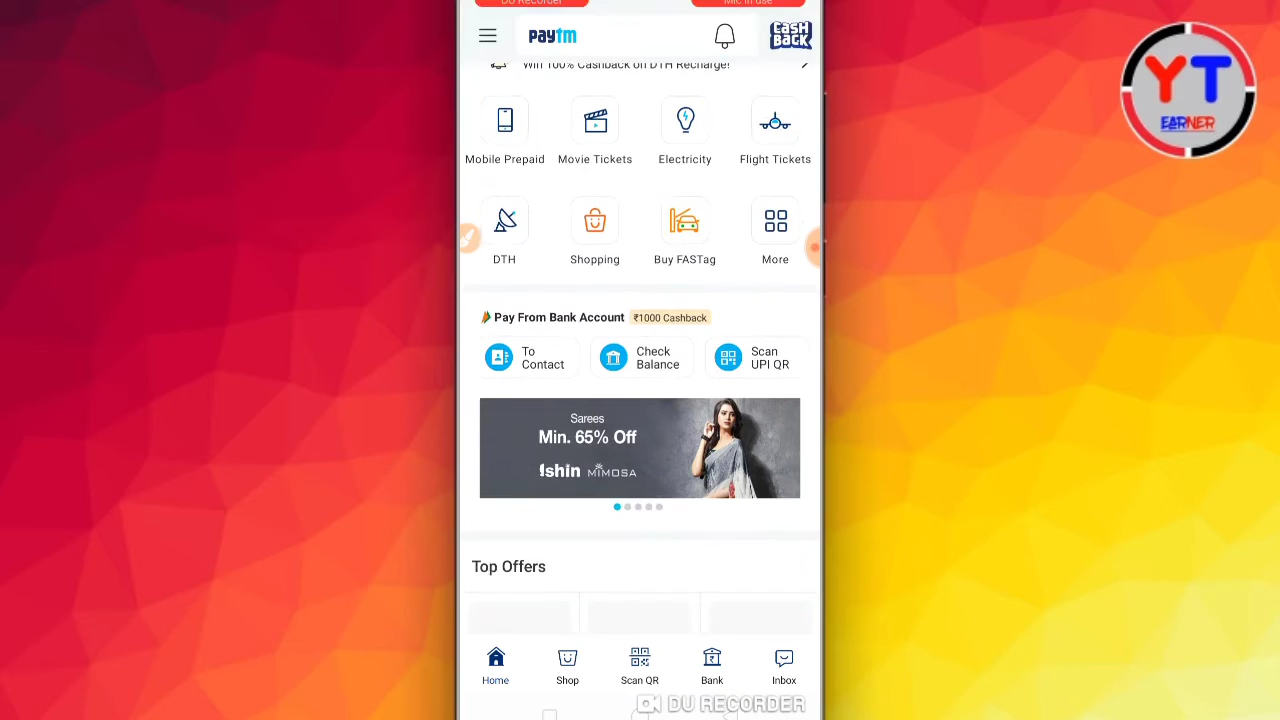 DU Recorder
Mic in use
paytm
CASH
BACK
YT
EARNER
Win 100% Cashback on DTH Recharge!
Mobile Prepaid
Movie Tickets
Electricity
Flight Tickets
DTH
Shopping
Buy FASTag
More
Pay From Bank Account
₹1000 Cashback
To
Contact
Check
Balance
Scan
UPI QR
Sarees
Min. 65% Off
Ishin
MIMOSA
Top Offers
Home
Shop
Scan QR
Bank
Inbox
DU RECORDER